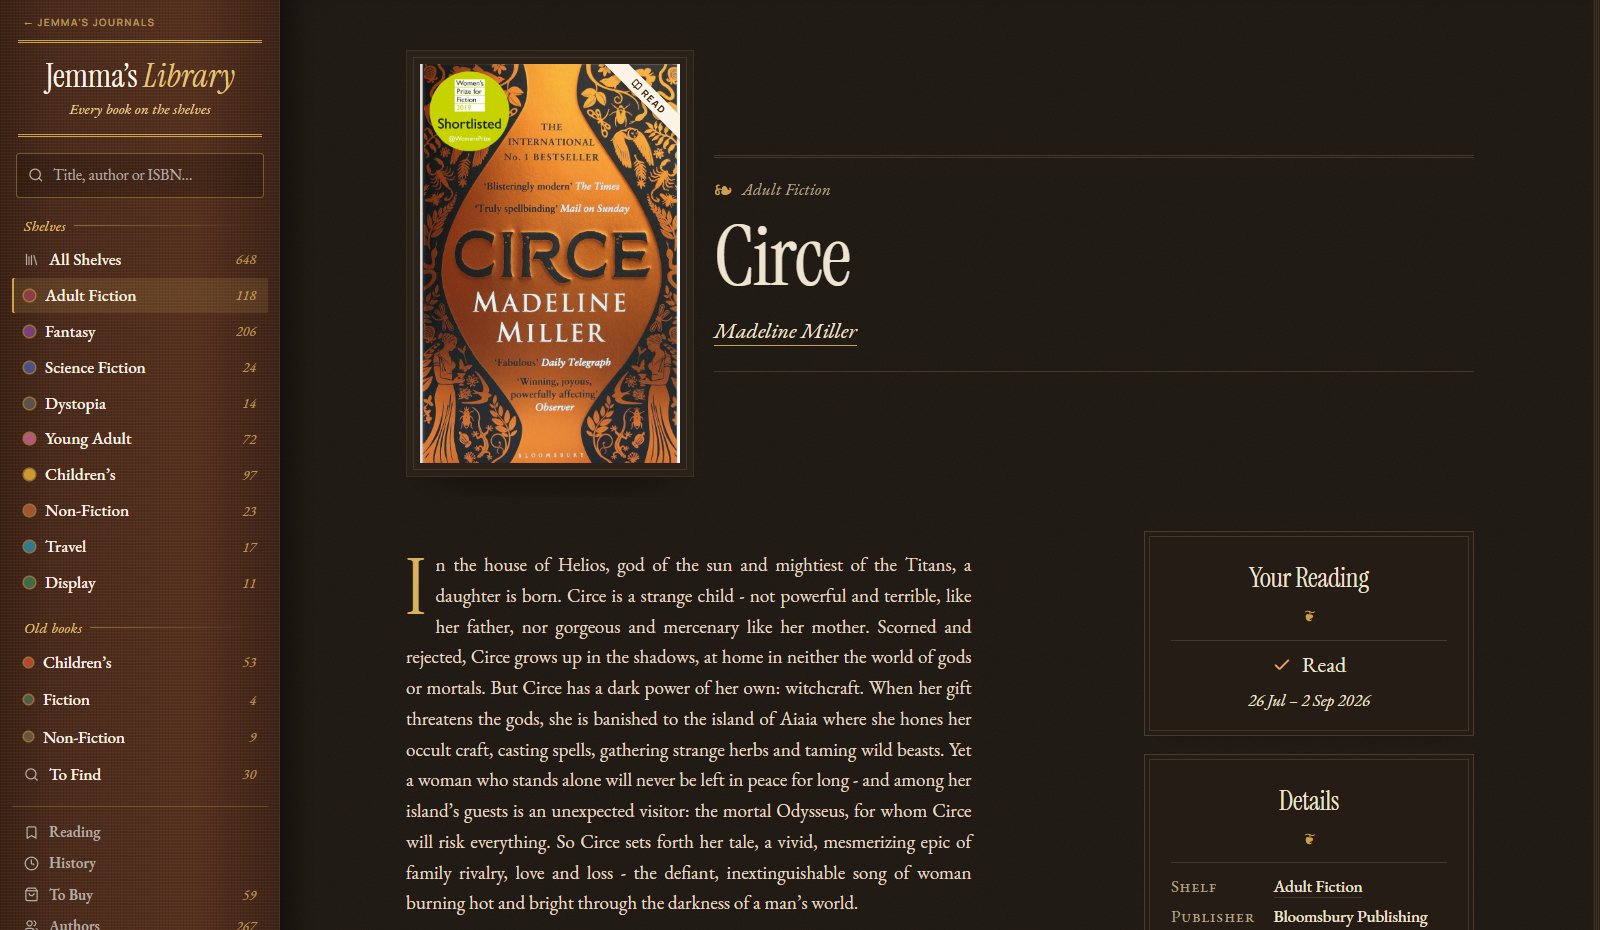 ← JEMMA'S JOURNALS
Jemma's Library
Every book on the shelves
Title, author or ISBN...
Shelves
All Shelves 648
Adult Fiction 118
Fantasy 206
Science Fiction 24
Dystopia 14
Young Adult 72
Children's 97
Non-Fiction 23
Travel 17
Display 11
Old books
Children's 53
Fiction 4
Non-Fiction 9
To Find 30
Reading
History
To Buy 59
Authors 267
Women's
Prize for
Fiction
2019
Shortlisted
@WomensPrize
READ
THE
INTERNATIONAL
No. 1 BESTSELLER
'Blisteringly modern' The Times
'Truly spellbinding' Mail on Sunday
CIRCE
MADELINE
MILLER
'Fabulous' Daily Telegraph
'Winning, joyous,
powerfully affecting'
Observer
BLOOMSBURY
Adult Fiction
Circe
Madeline Miller
In the house of Helios, god of the sun and mightiest of the Titans, a
daughter is born. Circe is a strange child - not powerful and terrible, like
her father, nor gorgeous and mercenary like her mother. Scorned and
rejected, Circe grows up in the shadows, at home in neither the world of gods
or mortals. But Circe has a dark power of her own: witchcraft. When her gift
threatens the gods, she is banished to the island of Aiaia where she hones her
occult craft, casting spells, gathering strange herbs and taming wild beasts. Yet
a woman who stands alone will never be left in peace for long - and among her
island's guests is an unexpected visitor: the mortal Odysseus, for whom Circe
will risk everything. So Circe sets forth her tale, a vivid, mesmerizing epic of
family rivalry, love and loss - the defiant, inextinguishable song of woman
burning hot and bright through the darkness of a man's world.
Your Reading
Read
26 Jul – 2 Sep 2026
Details
SHELF Adult Fiction
PUBLISHER Bloomsbury Publishing